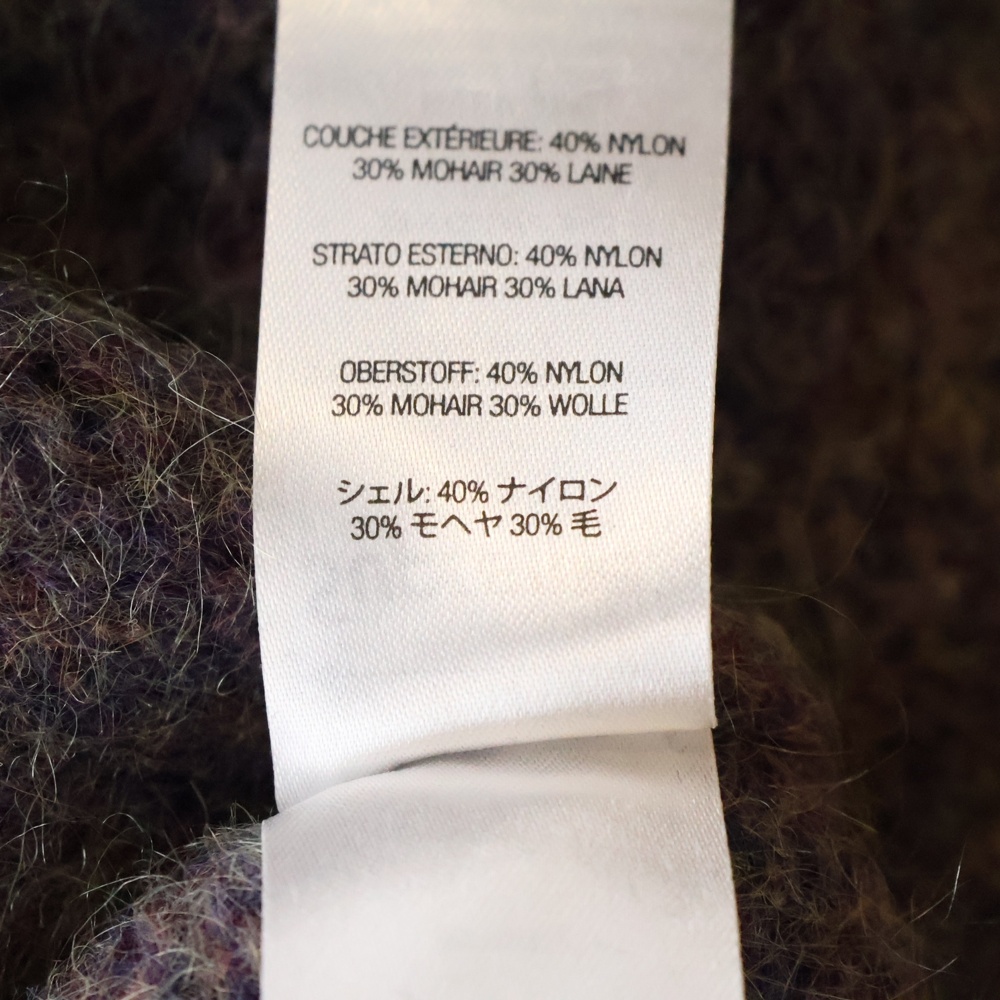 COUCHE EXTÉRIEURE: 40% NYLON
30% MOHAIR 30% LAINE
STRATO ESTERNO: 40% NYLON
30% MOHAIR 30% LANA
OBERSTOFF: 40% NYLON
30% MOHAIR 30% WOLLE
シェル: 40% ナイロン
30% モヘヤ 30% 毛